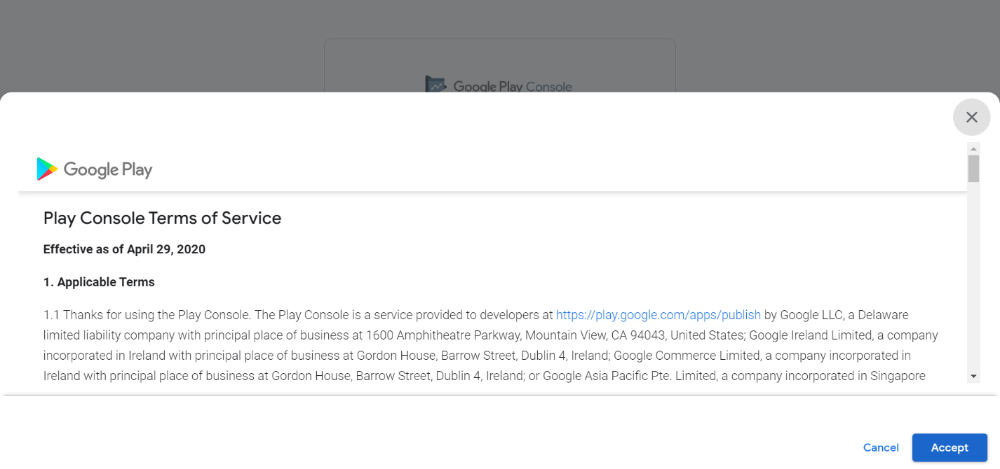 Google Play Console
Google Play
Play Console Terms of Service
Effective as of April 29, 2020
1. Applicable Terms
1.1 Thanks for using the Play Console. The Play Console is a service provided to developers at https://play.google.com/apps/publish by Google LLC, a Delaware
limited liability company with principal place of business at 1600 Amphitheatre Parkway, Mountain View, CA 94043, United States; Google Ireland Limited, a company
incorporated in Ireland with principal place of business at Gordon House, Barrow Street, Dublin 4, Ireland; Google Commerce Limited, a company incorporated in
Ireland with principal place of business at Gordon House, Barrow Street, Dublin 4, Ireland; or Google Asia Pacific Pte. Limited, a company incorporated in Singapore
Cancel Accept